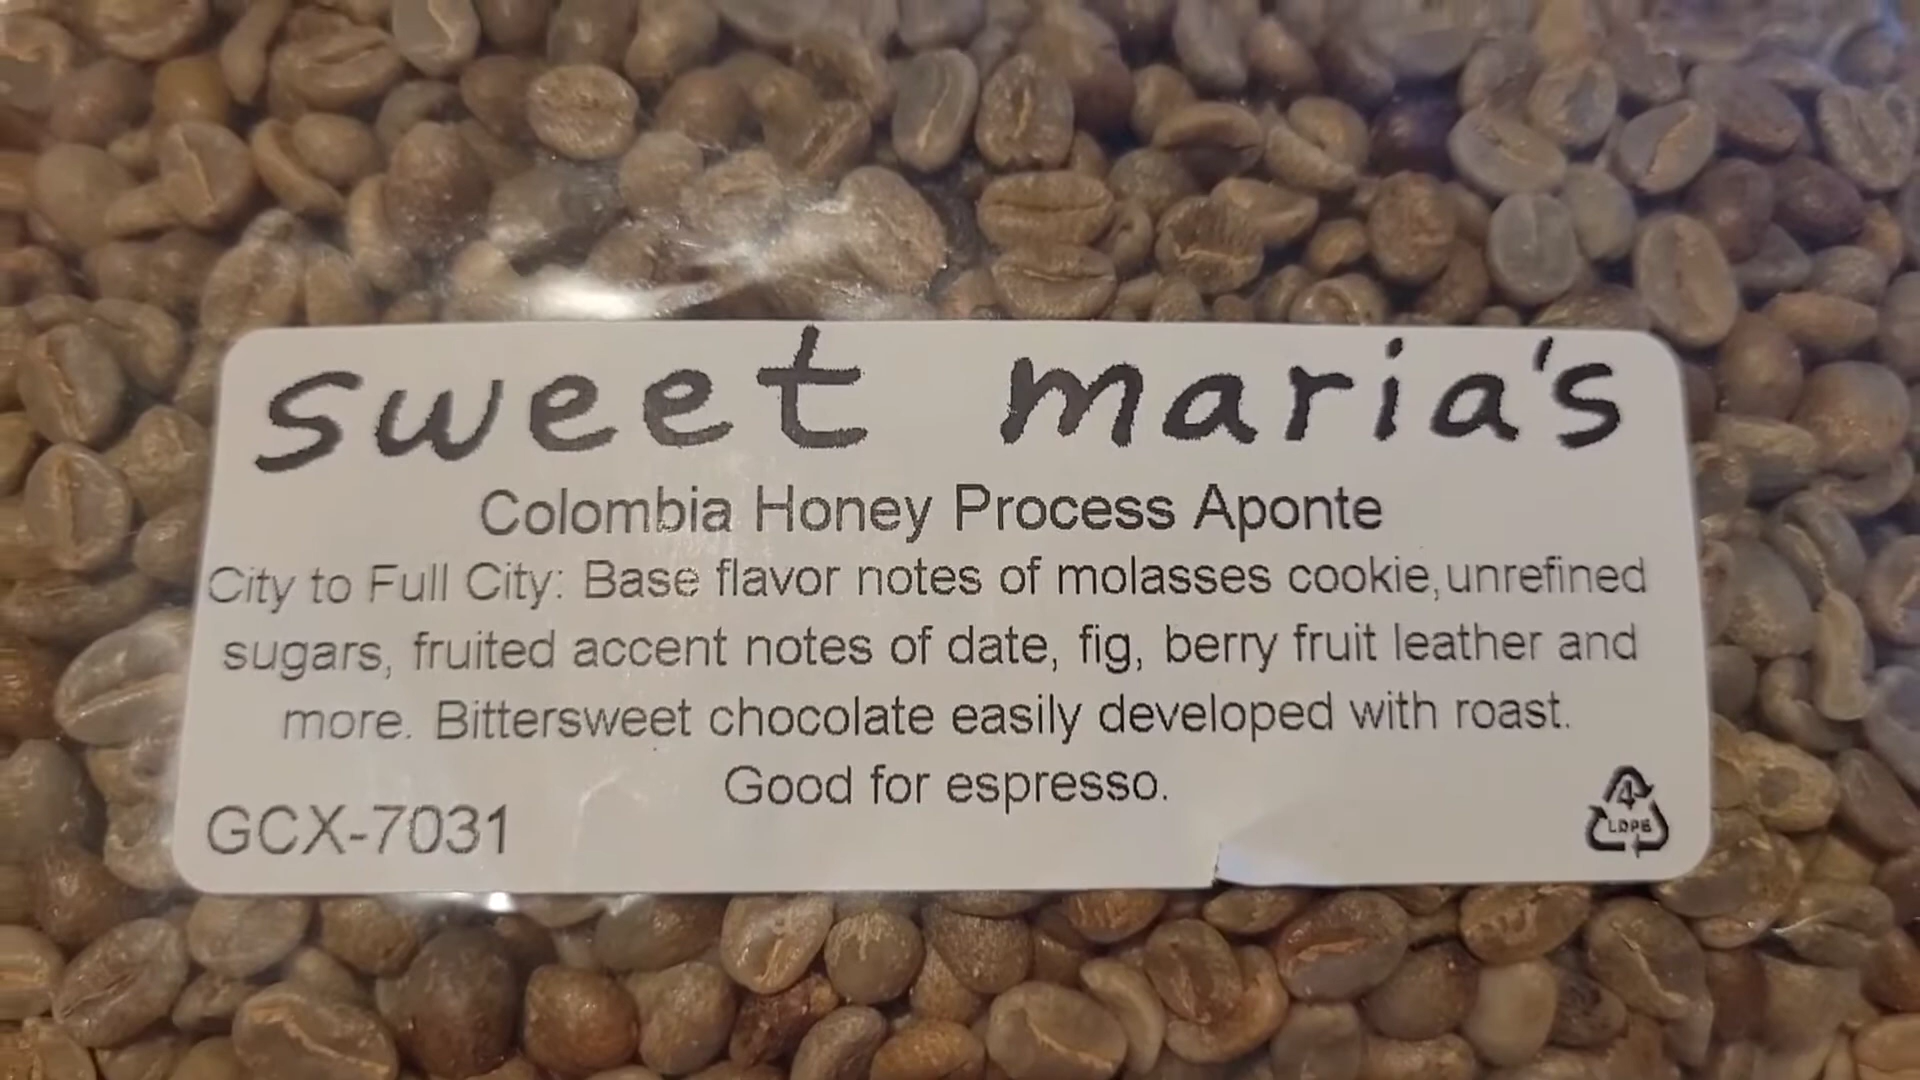 sweet maria's
Colombia Honey Process Aponte
City to Full City: Base flavor notes of molasses cookie,unrefined
sugars, fruited accent notes of date, fig, berry fruit leather and
more. Bittersweet chocolate easily developed with roast.
Good for espresso.
GCX-7031
4
LDPE